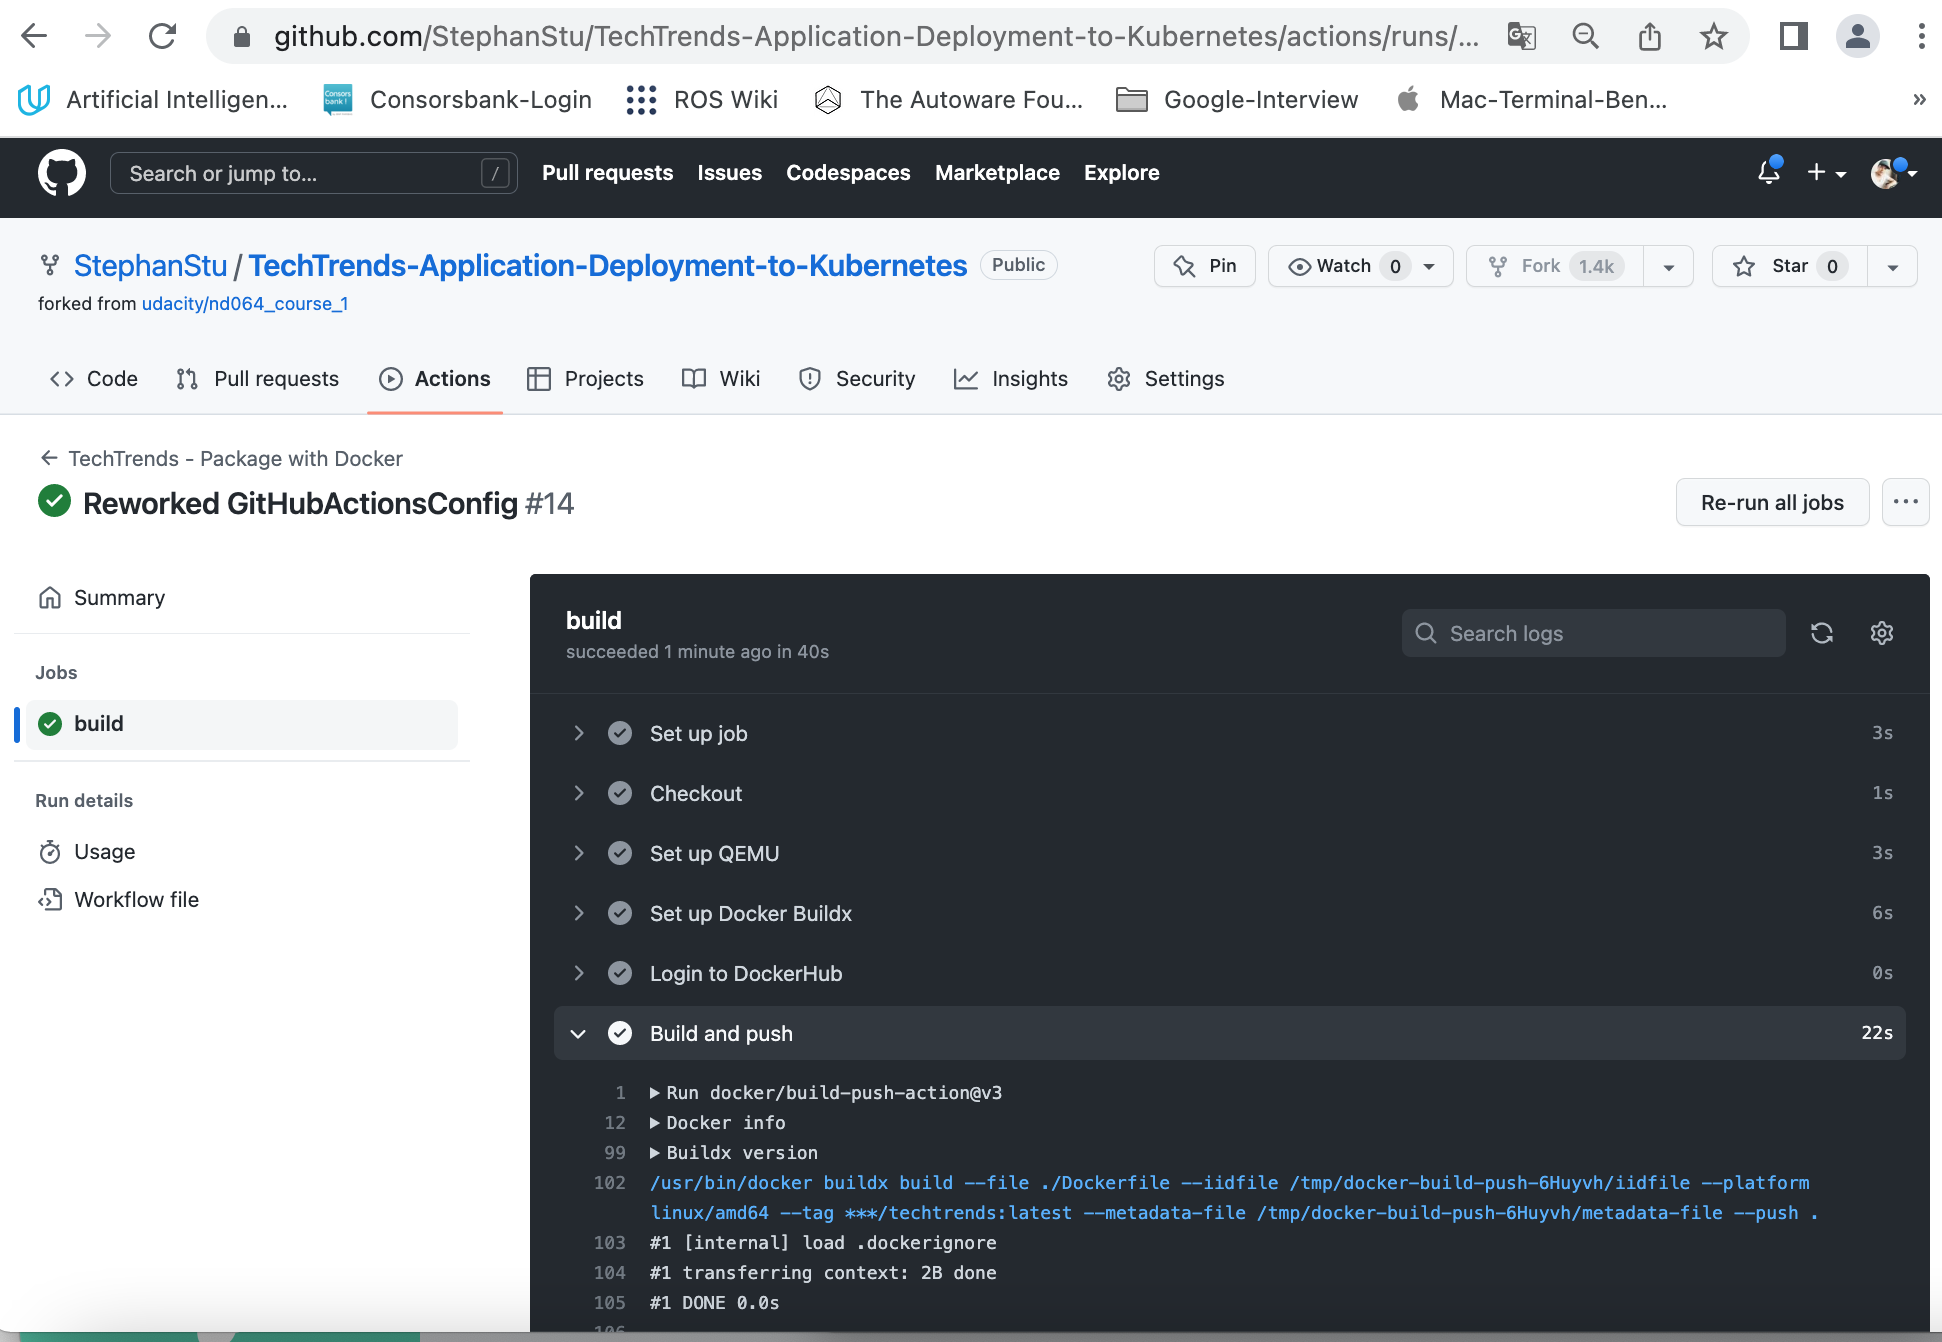 github.com/StephanStu/TechTrends-Application-Deployment-to-Kubernetes/actions/runs/...
Artificial Intelligen... Consors bank ! Consorsbank-Login ROS Wiki The Autoware Fou... Google-Interview Mac-Terminal-Ben... »
Search or jump to... / Pull requests Issues Codespaces Marketplace Explore
StephanStu / TechTrends-Application-Deployment-to-Kubernetes Public Pin Watch 0 Fork 1.4k Star 0
forked from udacity/nd064_course_1
Code Pull requests Actions Projects Wiki Security Insights Settings
TechTrends - Package with Docker
Reworked GitHubActionsConfig #14
Re-run all jobs
Summary
Jobs
build
Run details
Usage
Workflow file
build
succeeded 1 minute ago in 40s
Search logs
Set up job 3s
Checkout 1s
Set up QEMU 3s
Set up Docker Buildx 6s
Login to DockerHub 0s
Build and push 22s
1 Run docker/build-push-action@v3
12 Docker info
99 Buildx version
102 /usr/bin/docker buildx build --file ./Dockerfile --iidfile /tmp/docker-build-push-6Huyvh/iidfile --platform
linux/amd64 --tag ***/techtrends:latest --metadata-file /tmp/docker-build-push-6Huyvh/metadata-file --push .
103 #1 [internal] load .dockerignore
104 #1 transferring context: 2B done
105 #1 DONE 0.0s